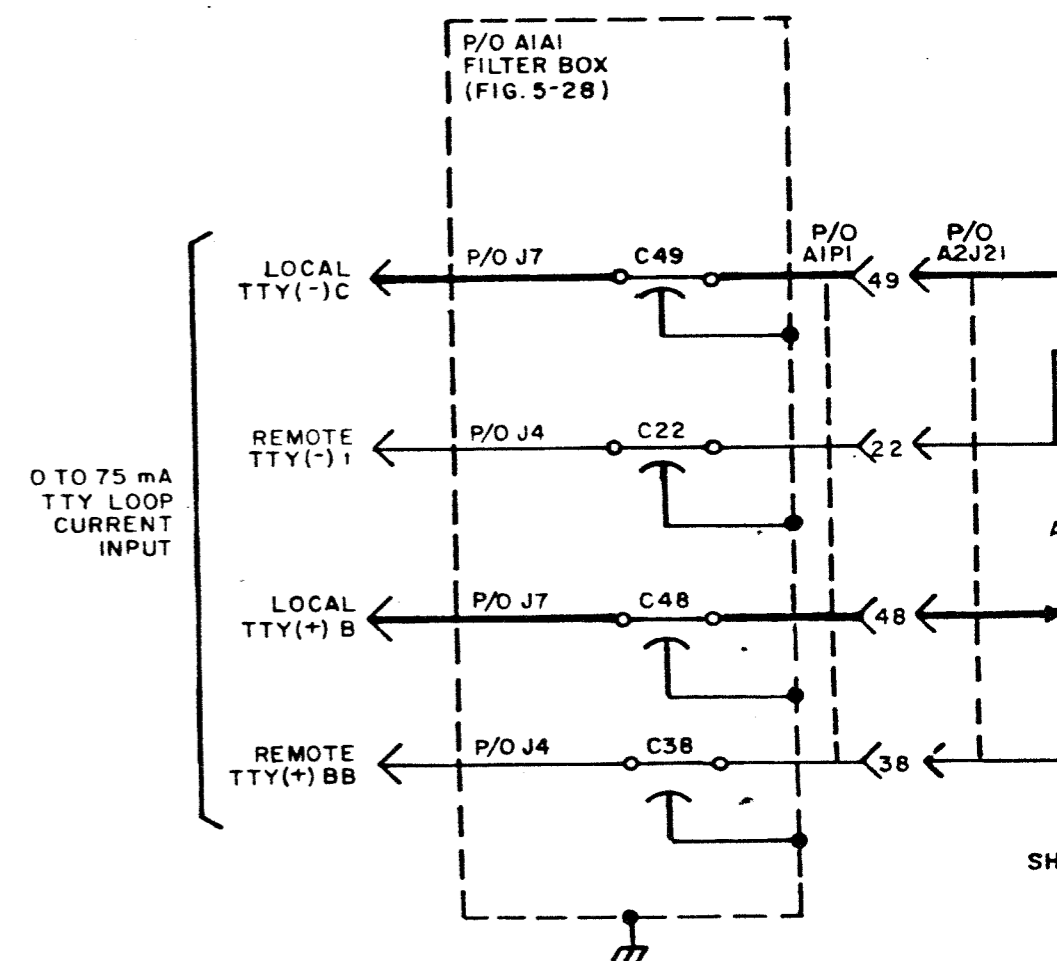 P/O A1A1
FILTER BOX
(FIG. 5-28)
P/O
A1P1
P/O
A2J21
LOCAL
TTY(-)C
P/O J7
C49
49
REMOTE
TTY(-) i
P/O J4
C22
22
0 TO 75 mA
TTY LOOP
CURRENT
INPUT
A
LOCAL
TTY(+) B
P/O J7
C48
48
REMOTE
TTY(+) BB
P/O J4
C38
38
SH